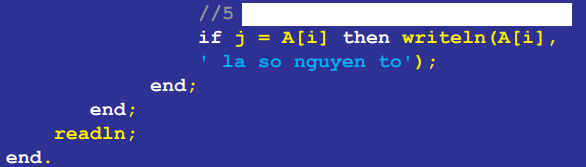 //5
if j = A[i] then writeln(A[i],
' la so nguyen to');
end;
end;
readln;
end.